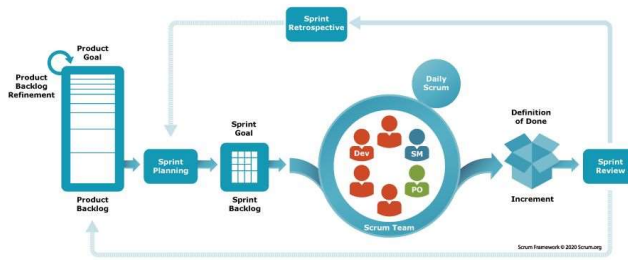 Sprint
Retrospective
Product
Goal
Product
Backlog
Refinement
Daily
Scrum
Sprint
Goal
Definition
of Done
Dev
SM
PO
Sprint
Planning
Sprint
Review
Product
Backlog
Sprint
Backlog
Increment
Scrum Team
Scrum Framework © 2020 Scrum.org